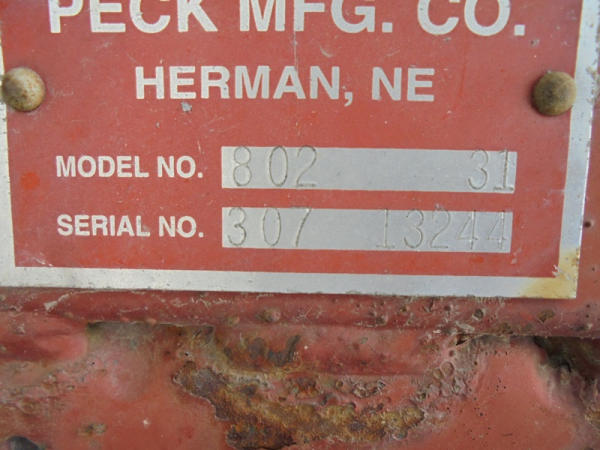 PECK MFG. CO.
HERMAN, NE
MODEL NO. 802 31
SERIAL NO. 307 13244